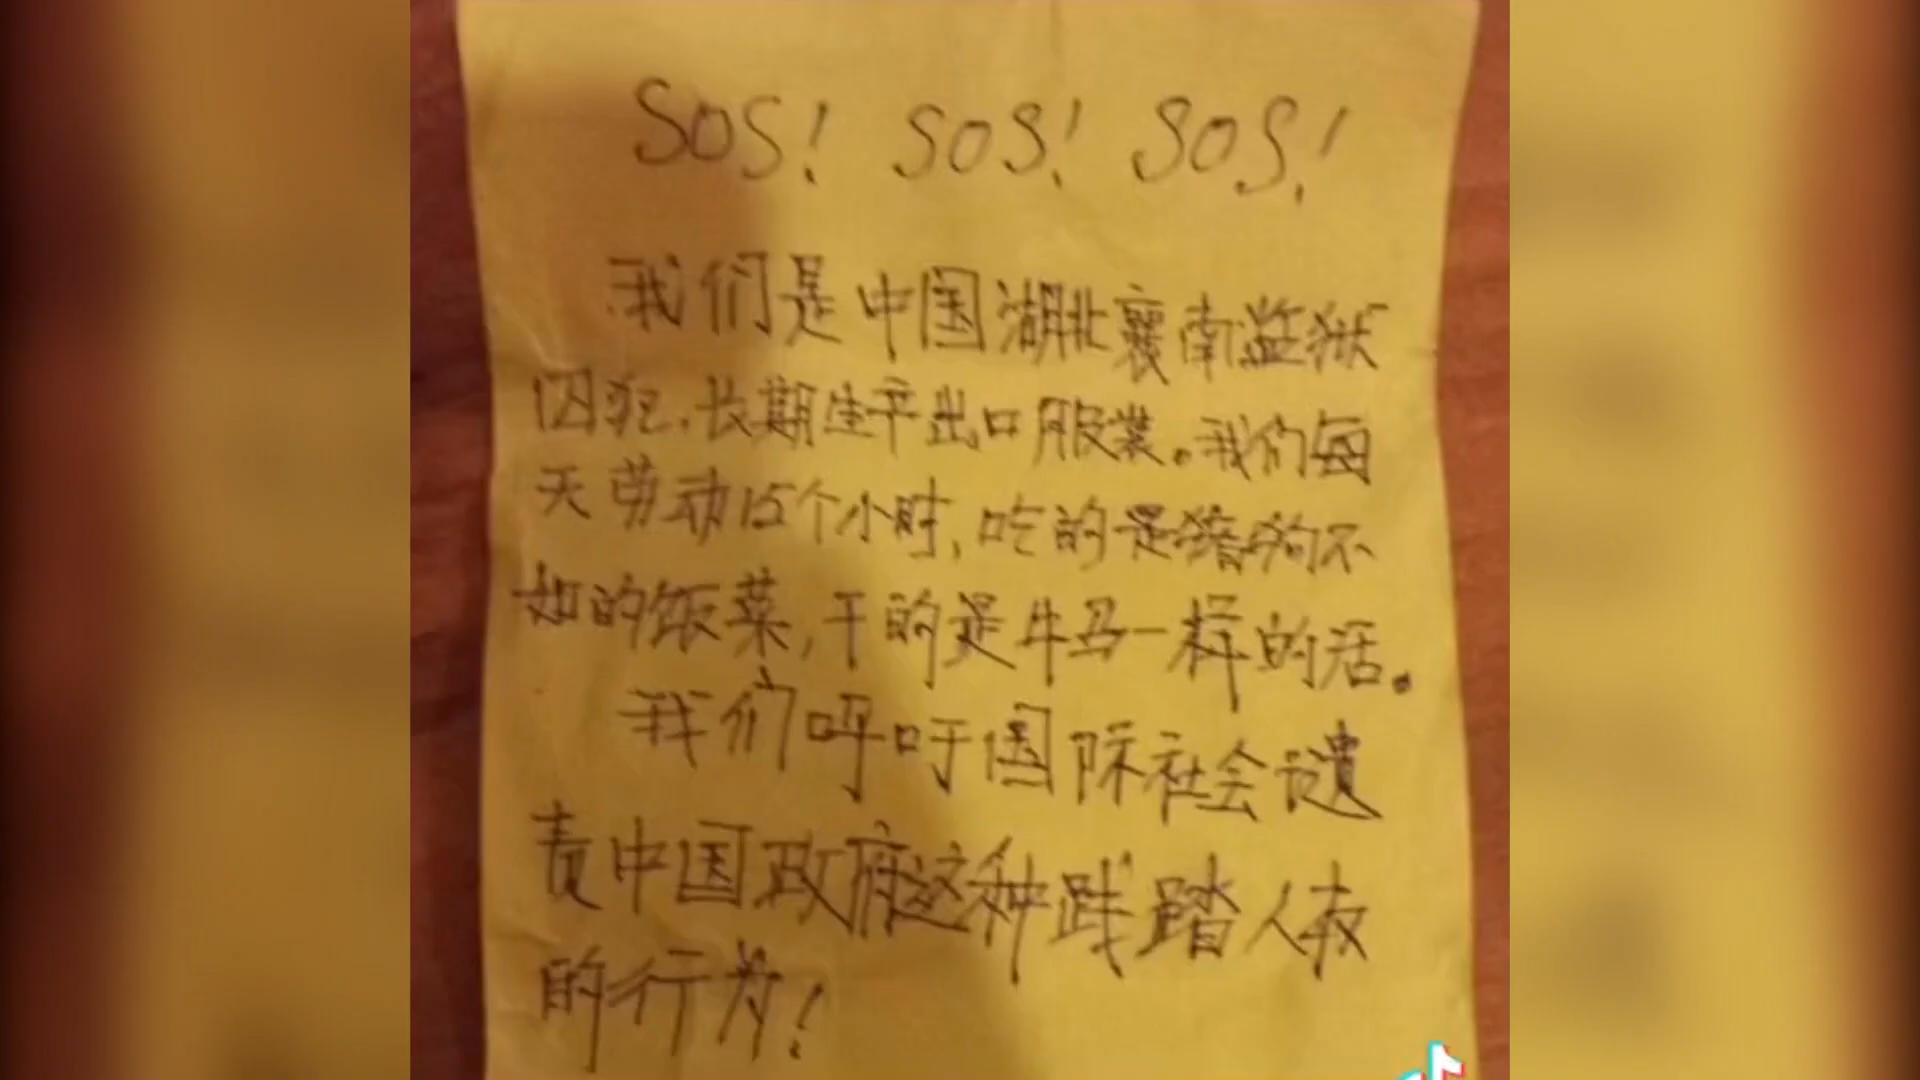 SOS! SOS! SOS!
我们是中国湖北襄南监狱
囚犯,长期生产出口服装。我们每
天劳动15个小时,吃的是猪狗不
如的饭菜,干的是牛马一样的活。
我们呼吁国际社会谴
责中国政府这种践踏人权
的行为!